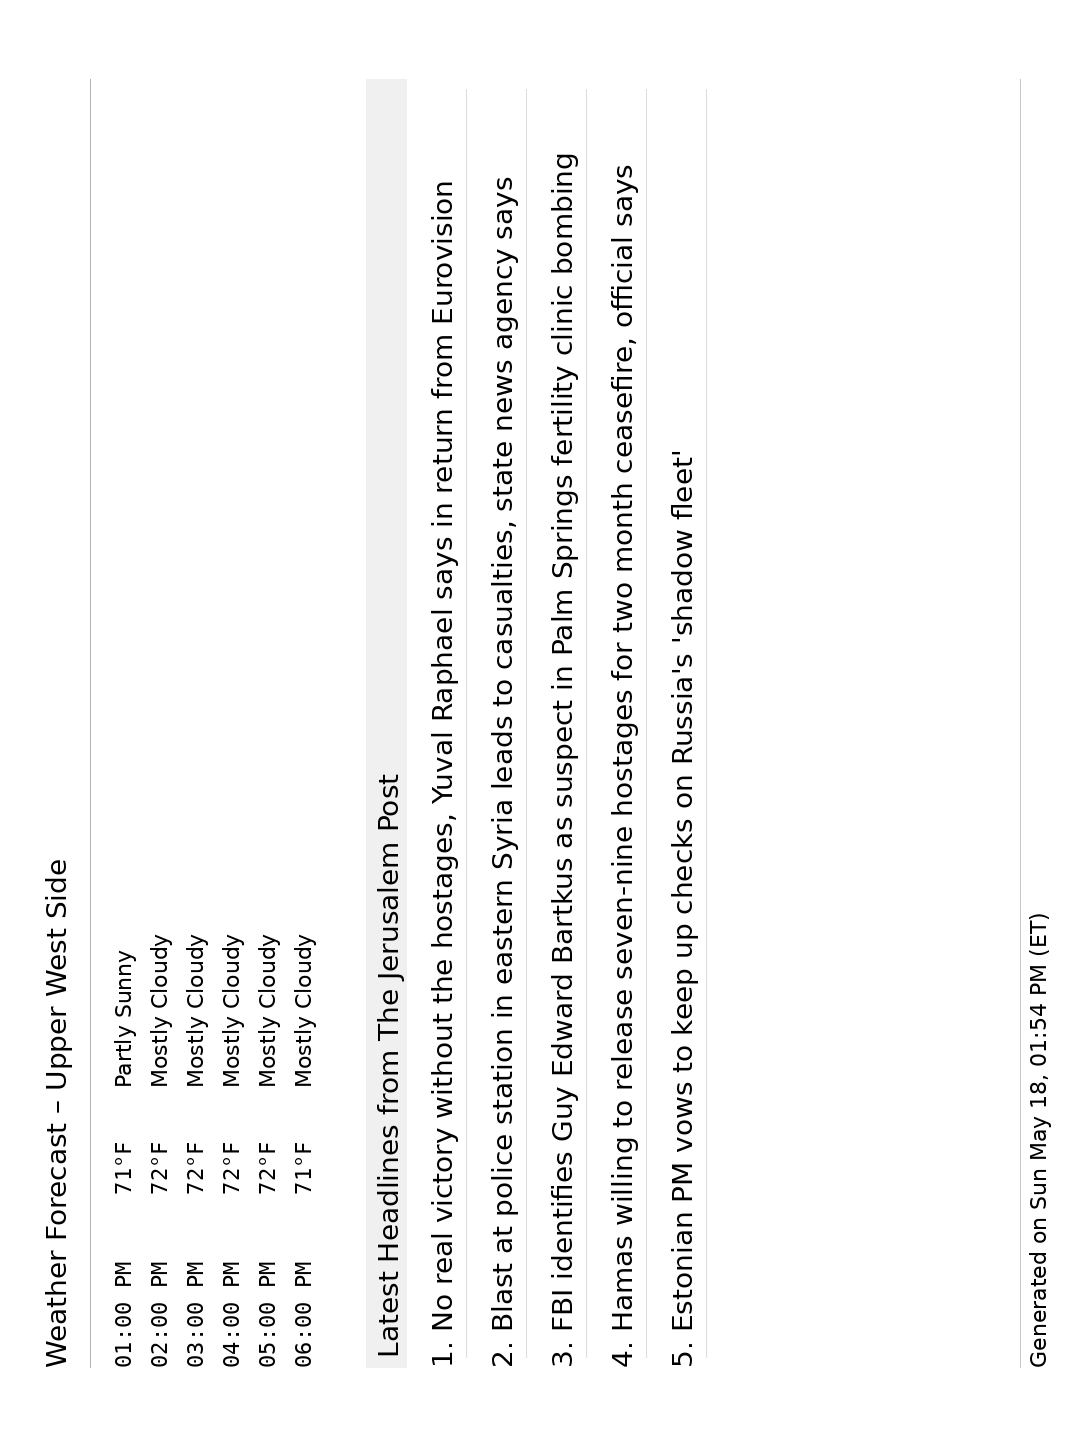 Weather Forecast – Upper West Side
01:00 PM 71°F Partly Sunny
02:00 PM 72°F Mostly Cloudy
03:00 PM 72°F Mostly Cloudy
04:00 PM 72°F Mostly Cloudy
05:00 PM 72°F Mostly Cloudy
06:00 PM 71°F Mostly Cloudy
Latest Headlines from The Jerusalem Post
1. No real victory without the hostages, Yuval Raphael says in return from Eurovision
2. Blast at police station in eastern Syria leads to casualties, state news agency says
3. FBI identifies Guy Edward Bartkus as suspect in Palm Springs fertility clinic bombing
4. Hamas willing to release seven-nine hostages for two month ceasefire, official says
5. Estonian PM vows to keep up checks on Russia's 'shadow fleet'
Generated on Sun May 18, 01:54 PM (ET)